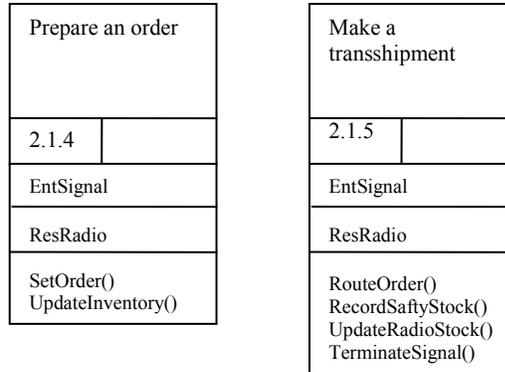 Prepare an order
2.1.4
EntSignal
ResRadio
SetOrder()
UpdateInventory()
Make a
transshipment
2.1.5
EntSignal
ResRadio
RouteOrder()
RecordSaftyStock()
UpdateRadioStock()
TerminateSignal()